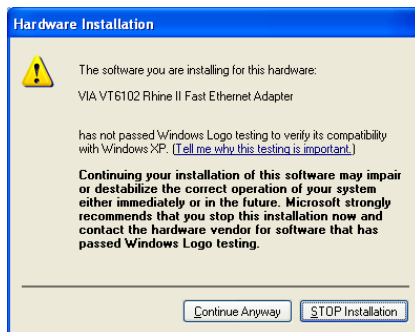 Hardware Installation
The software you are installing for this hardware:
VIA VT6102 Rhine II Fast Ethernet Adapter
has not passed Windows Logo testing to verify its compatibility
with Windows XP. (Tell me why this testing is important.)
Continuing your installation of this software may impair
or destabilize the correct operation of your system
either immediately or in the future. Microsoft strongly
recommends that you stop this installation now and
contact the hardware vendor for software that has
passed Windows Logo testing.
Continue Anyway STOP Installation